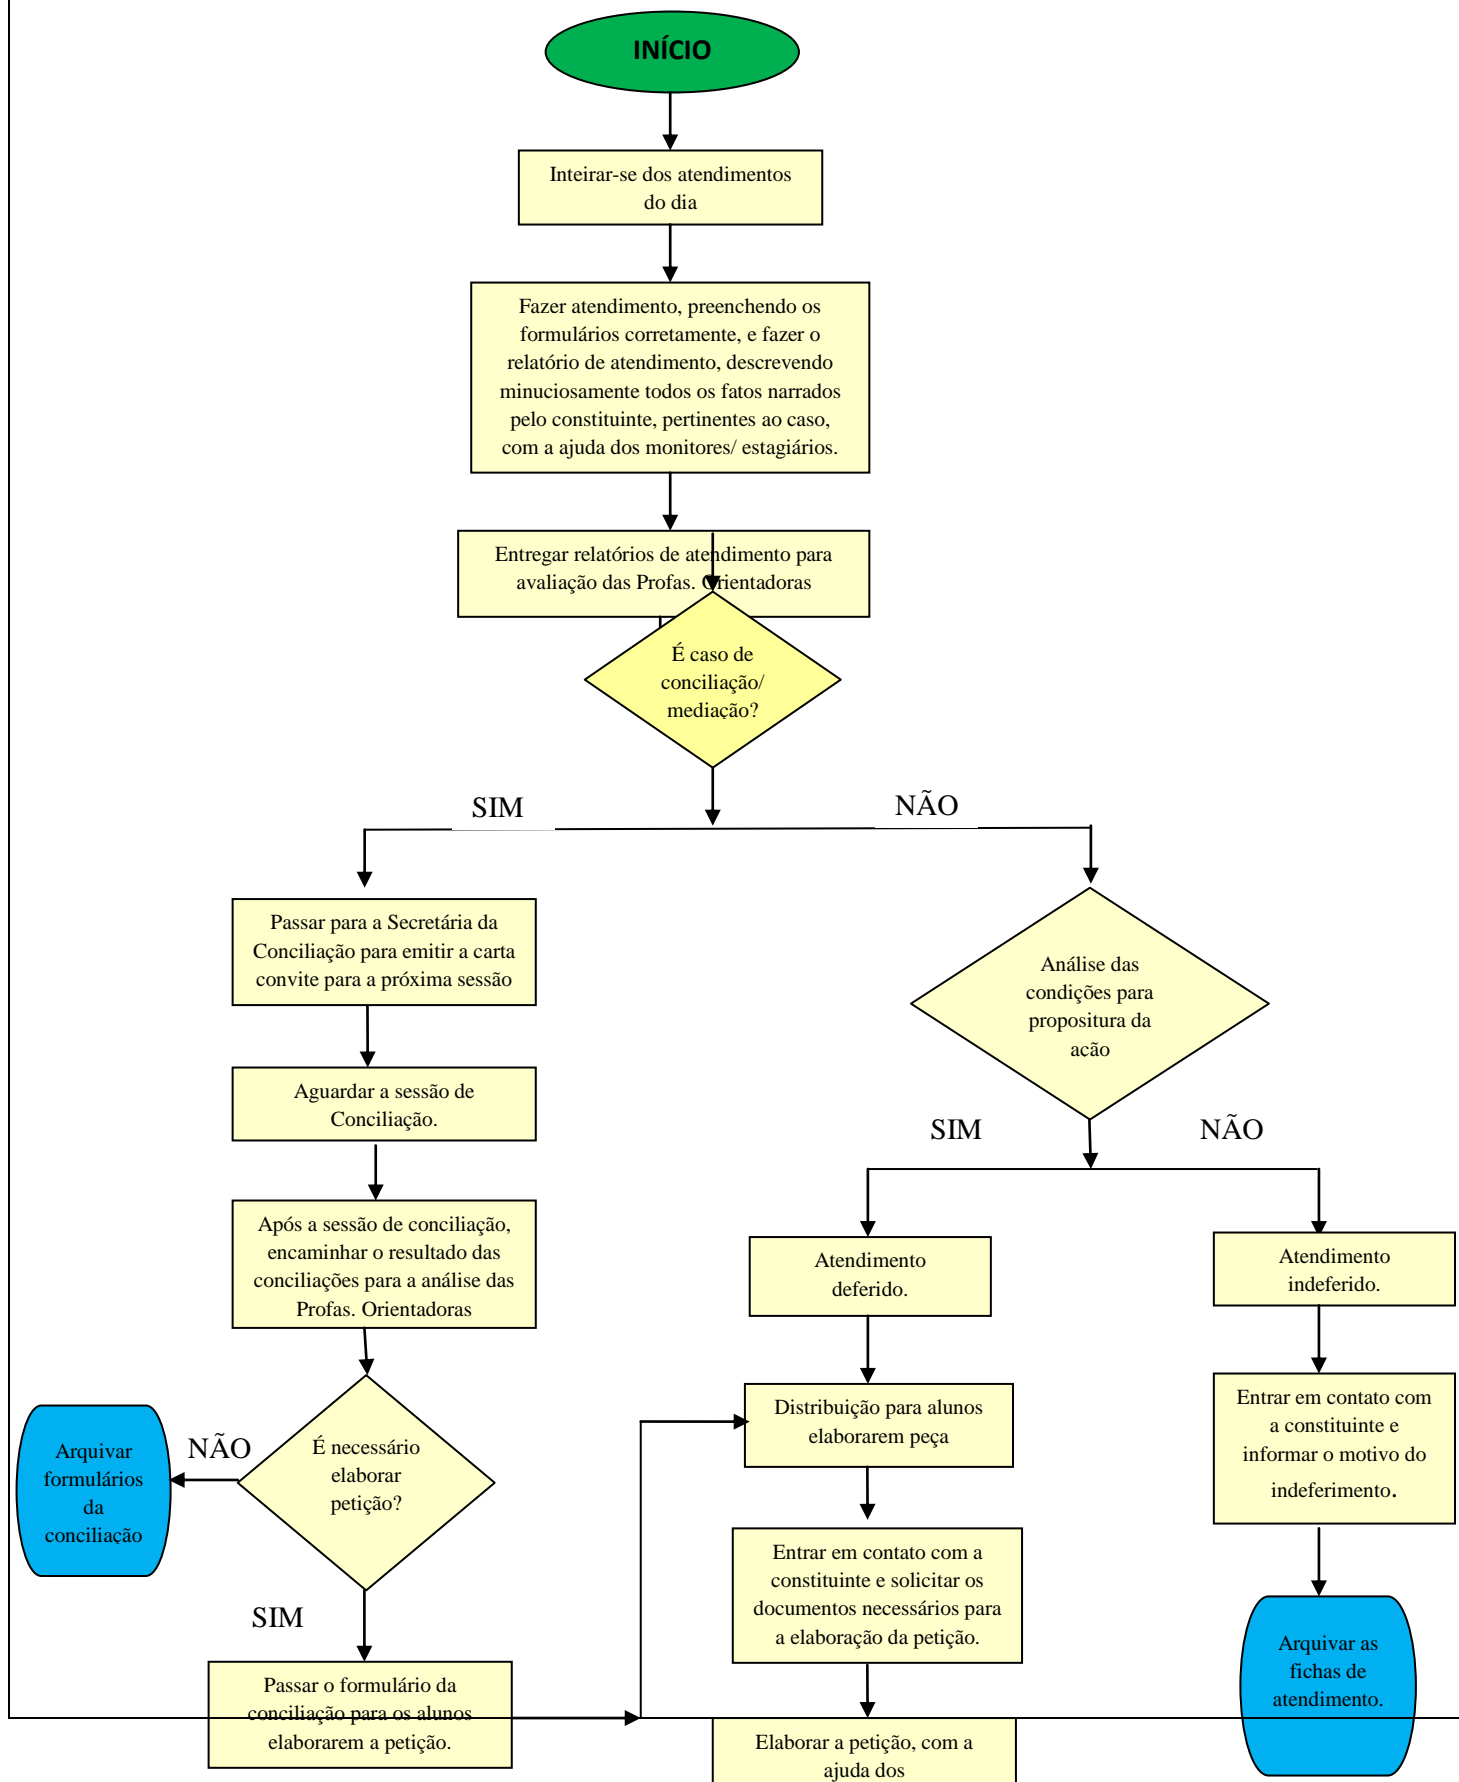 INÍCIO
Inteirar-se dos atendimentos
do dia
Fazer atendimento, preenchendo os
formulários corretamente, e fazer o
relatório de atendimento, descrevendo
minuciosamente todos os fatos narrados
pelo constituinte, pertinentes ao caso,
com a ajuda dos monitores/ estagiários.
Entregar relatórios de atendimento para
avaliação das Profas. Orientadoras
É caso de
conciliação/
mediação?
SIM
NÃO
Passar para a Secretária da
Conciliação para emitir a carta
convite para a próxima sessão
Aguardar a sessão de
Conciliação.
Após a sessão de conciliação,
encaminhar o resultado das
conciliações para a análise das
Profas. Orientadoras
É necessário
elaborar
petição?
NÃO
Arquivar
formulários
da
conciliação
SIM
Passar o formulário da
conciliação para os alunos
elaborarem a petição.
Análise das
condições para
propositura da
ação
SIM
NÃO
Atendimento
deferido.
Distribuição para alunos
elaborarem peça
Entrar em contato com a
constituinte e solicitar os
documentos necessários para
a elaboração da petição.
Elaborar a petição, com a
ajuda dos
Atendimento
indeferido.
Entrar em contato com
a constituinte e
informar o motivo do
indeferimento.
Arquivar as
fichas de
atendimento.